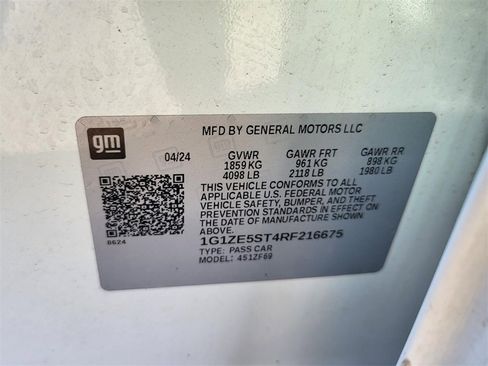 gm
MFD BY GENERAL MOTORS LLC
04/24 GVWR GAWR FRT GAWR RR
1859 KG 961 KG 898 KG
4098 LB 2118 LB 1980 LB
THIS VEHICLE CONFORMS TO ALL
APPLICABLE U.S. FEDERAL MOTOR
VEHICLE SAFETY, BUMPER, AND THEFT
PREVENTION STANDARDS IN EFFECT ON
THE DATE OF MANUFACTURE SHOWN
ABOVE.
8624
1G1ZE5ST4RF216675
TYPE: PASS CAR
MODEL: 451ZF69